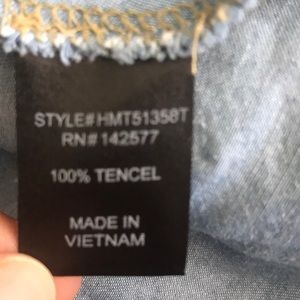 STYLE#HMT51358T
RN#142577
100% TENCEL
MADE IN
VIETNAM